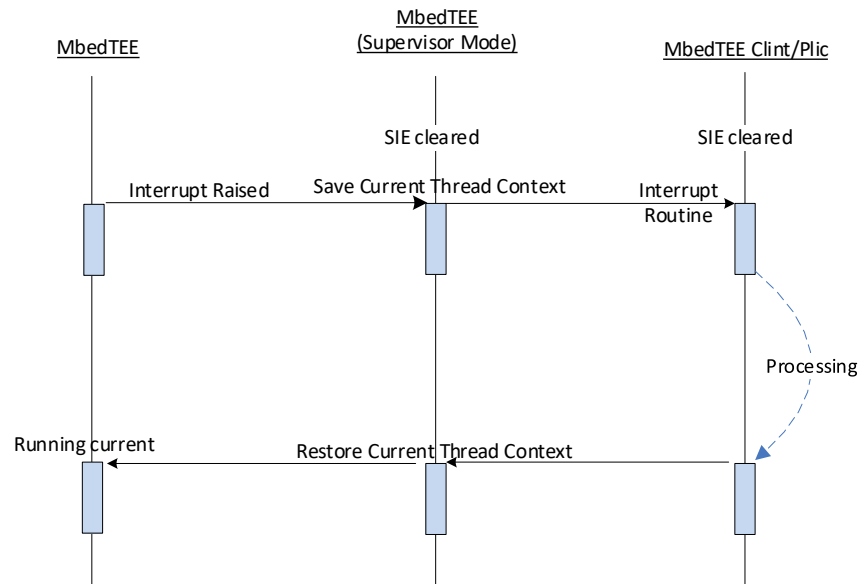 MbedTEE
MbedTEE
(Supervisor Mode)
MbedTEE Clint/Plic
SIE cleared
SIE cleared
Interrupt Raised
Save Current Thread Context
Interrupt
Routine
Processing
Running current
Restore Current Thread Context